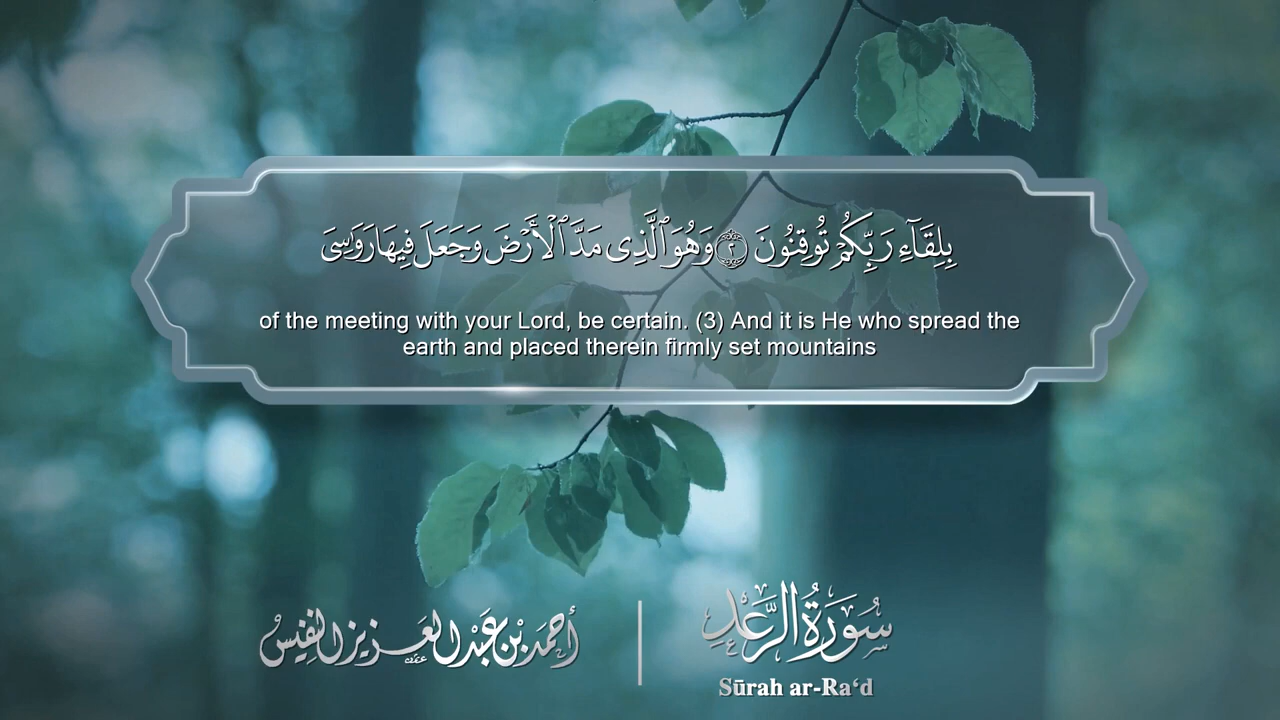 بِلِقَآءِ رَبِّكُمْ تُوقِنُونَ ٢ وَهُوَ ٱلَّذِى مَدَّ ٱلْأَرْضَ وَجَعَلَ فِيهَا رَوَٰسِىَ
of the meeting with your Lord, be certain. (3) And it is He who spread the
earth and placed therein firmly set mountains
سُورَةُ الرَّعْدِ
Sūrah ar-Ra‘d
أحمد بن عبد العزيز النفيس